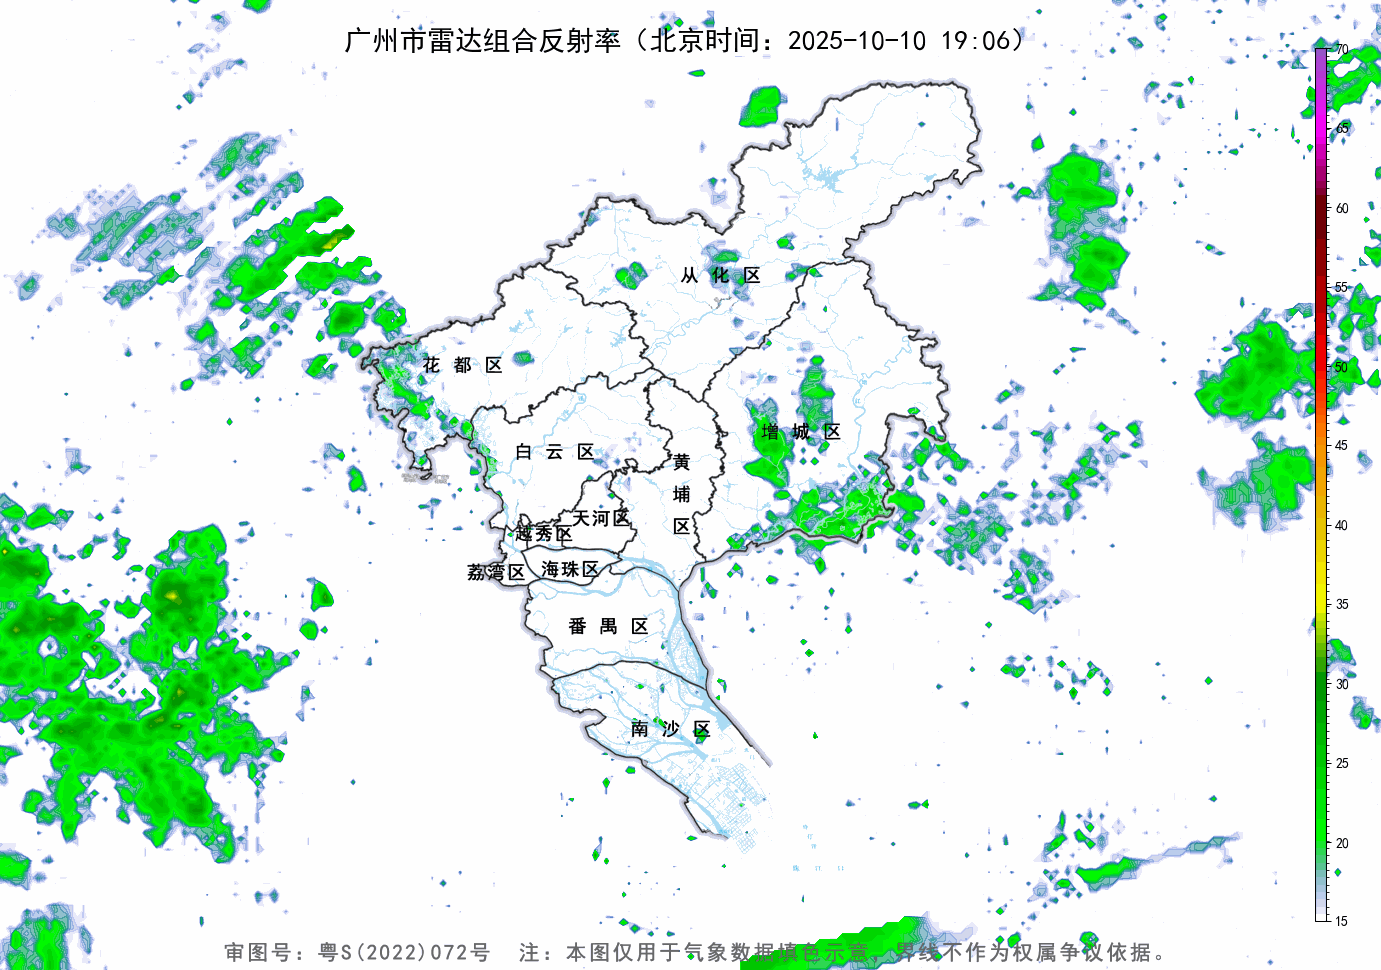 广州市雷达组合反射率（北京时间：2025-10-10 19:06）
70
65
60
55
50
45
40
35
30
25
20
15
从化区
花都区
增城区
白云区
黄埔区
天河区
越秀区
荔湾区
海珠区
番禺区
南沙区
审图号：粤S(2022)072号 注：本图仅用于气象数据填色示意，界线不作为权属争议依据。